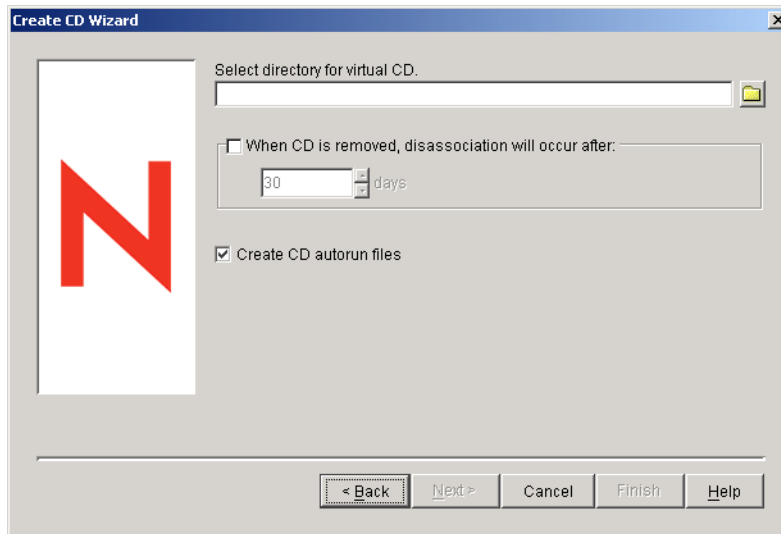 Create CD Wizard
Select directory for virtual CD.
When CD is removed, disassociation will occur after:
30 days
Create CD autorun files
< Back Next > Cancel Finish Help